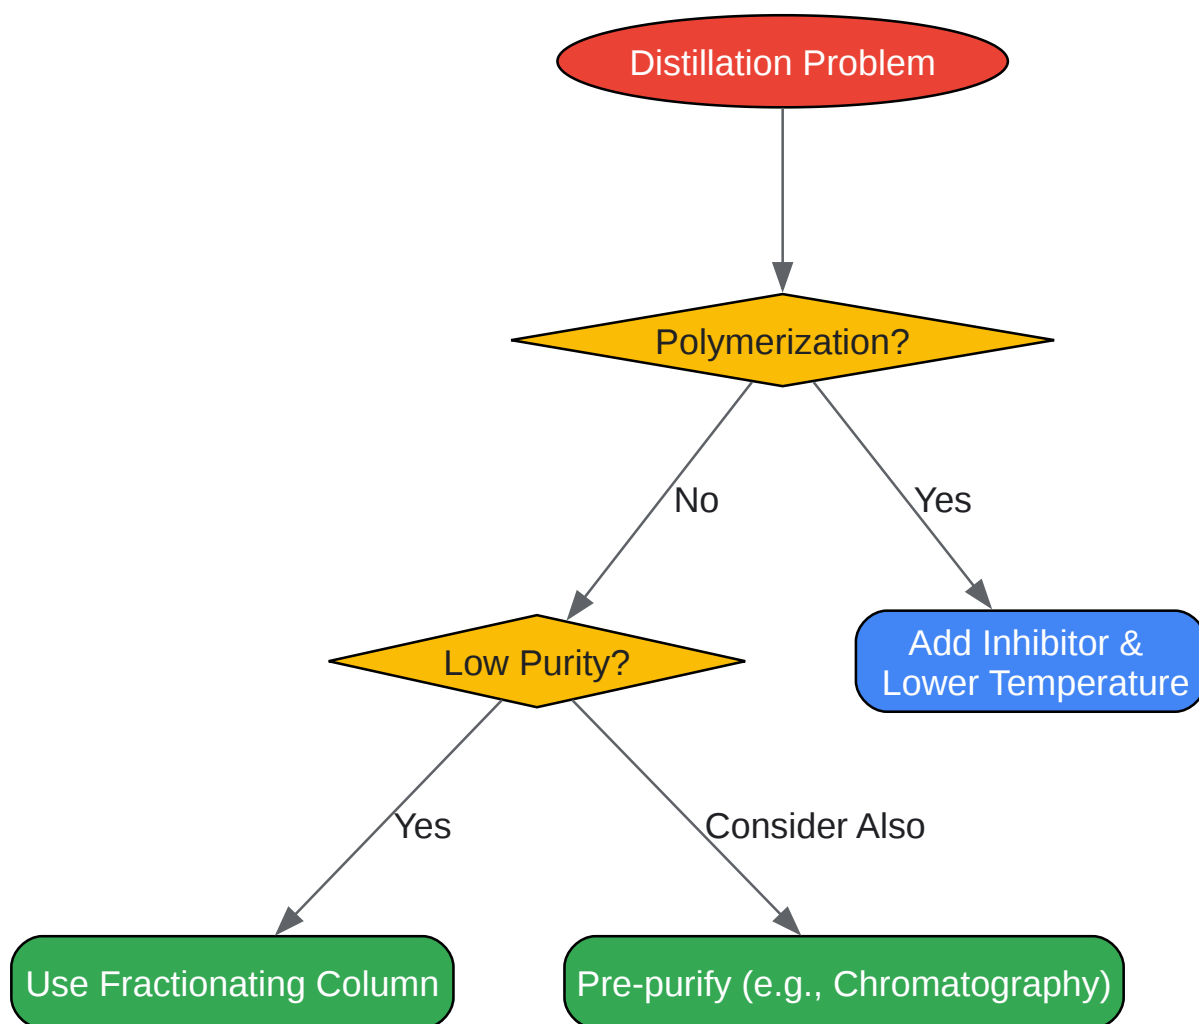 Distillation Problem
Polymerization?
No
Yes
Low Purity?
Add Inhibitor &
Lower Temperature
Yes
Consider Also
Use Fractionating Column
Pre-purify (e.g., Chromatography)